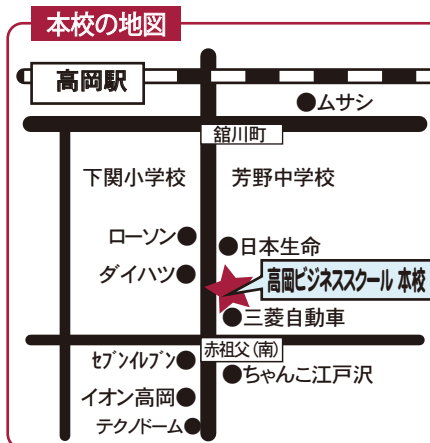 本校の地図
高岡駅
●ムサシ
舘川町
下関小学校
芳野中学校
ローソン●
●日本生命
ダイハツ●
高岡ビジネススクール 本校
●三菱自動車
赤祖父(南)
ｾﾌﾞﾝｲﾚﾌﾞﾝ●
●ちゃんこ江戸沢
イオン高岡●
テクノドーム●